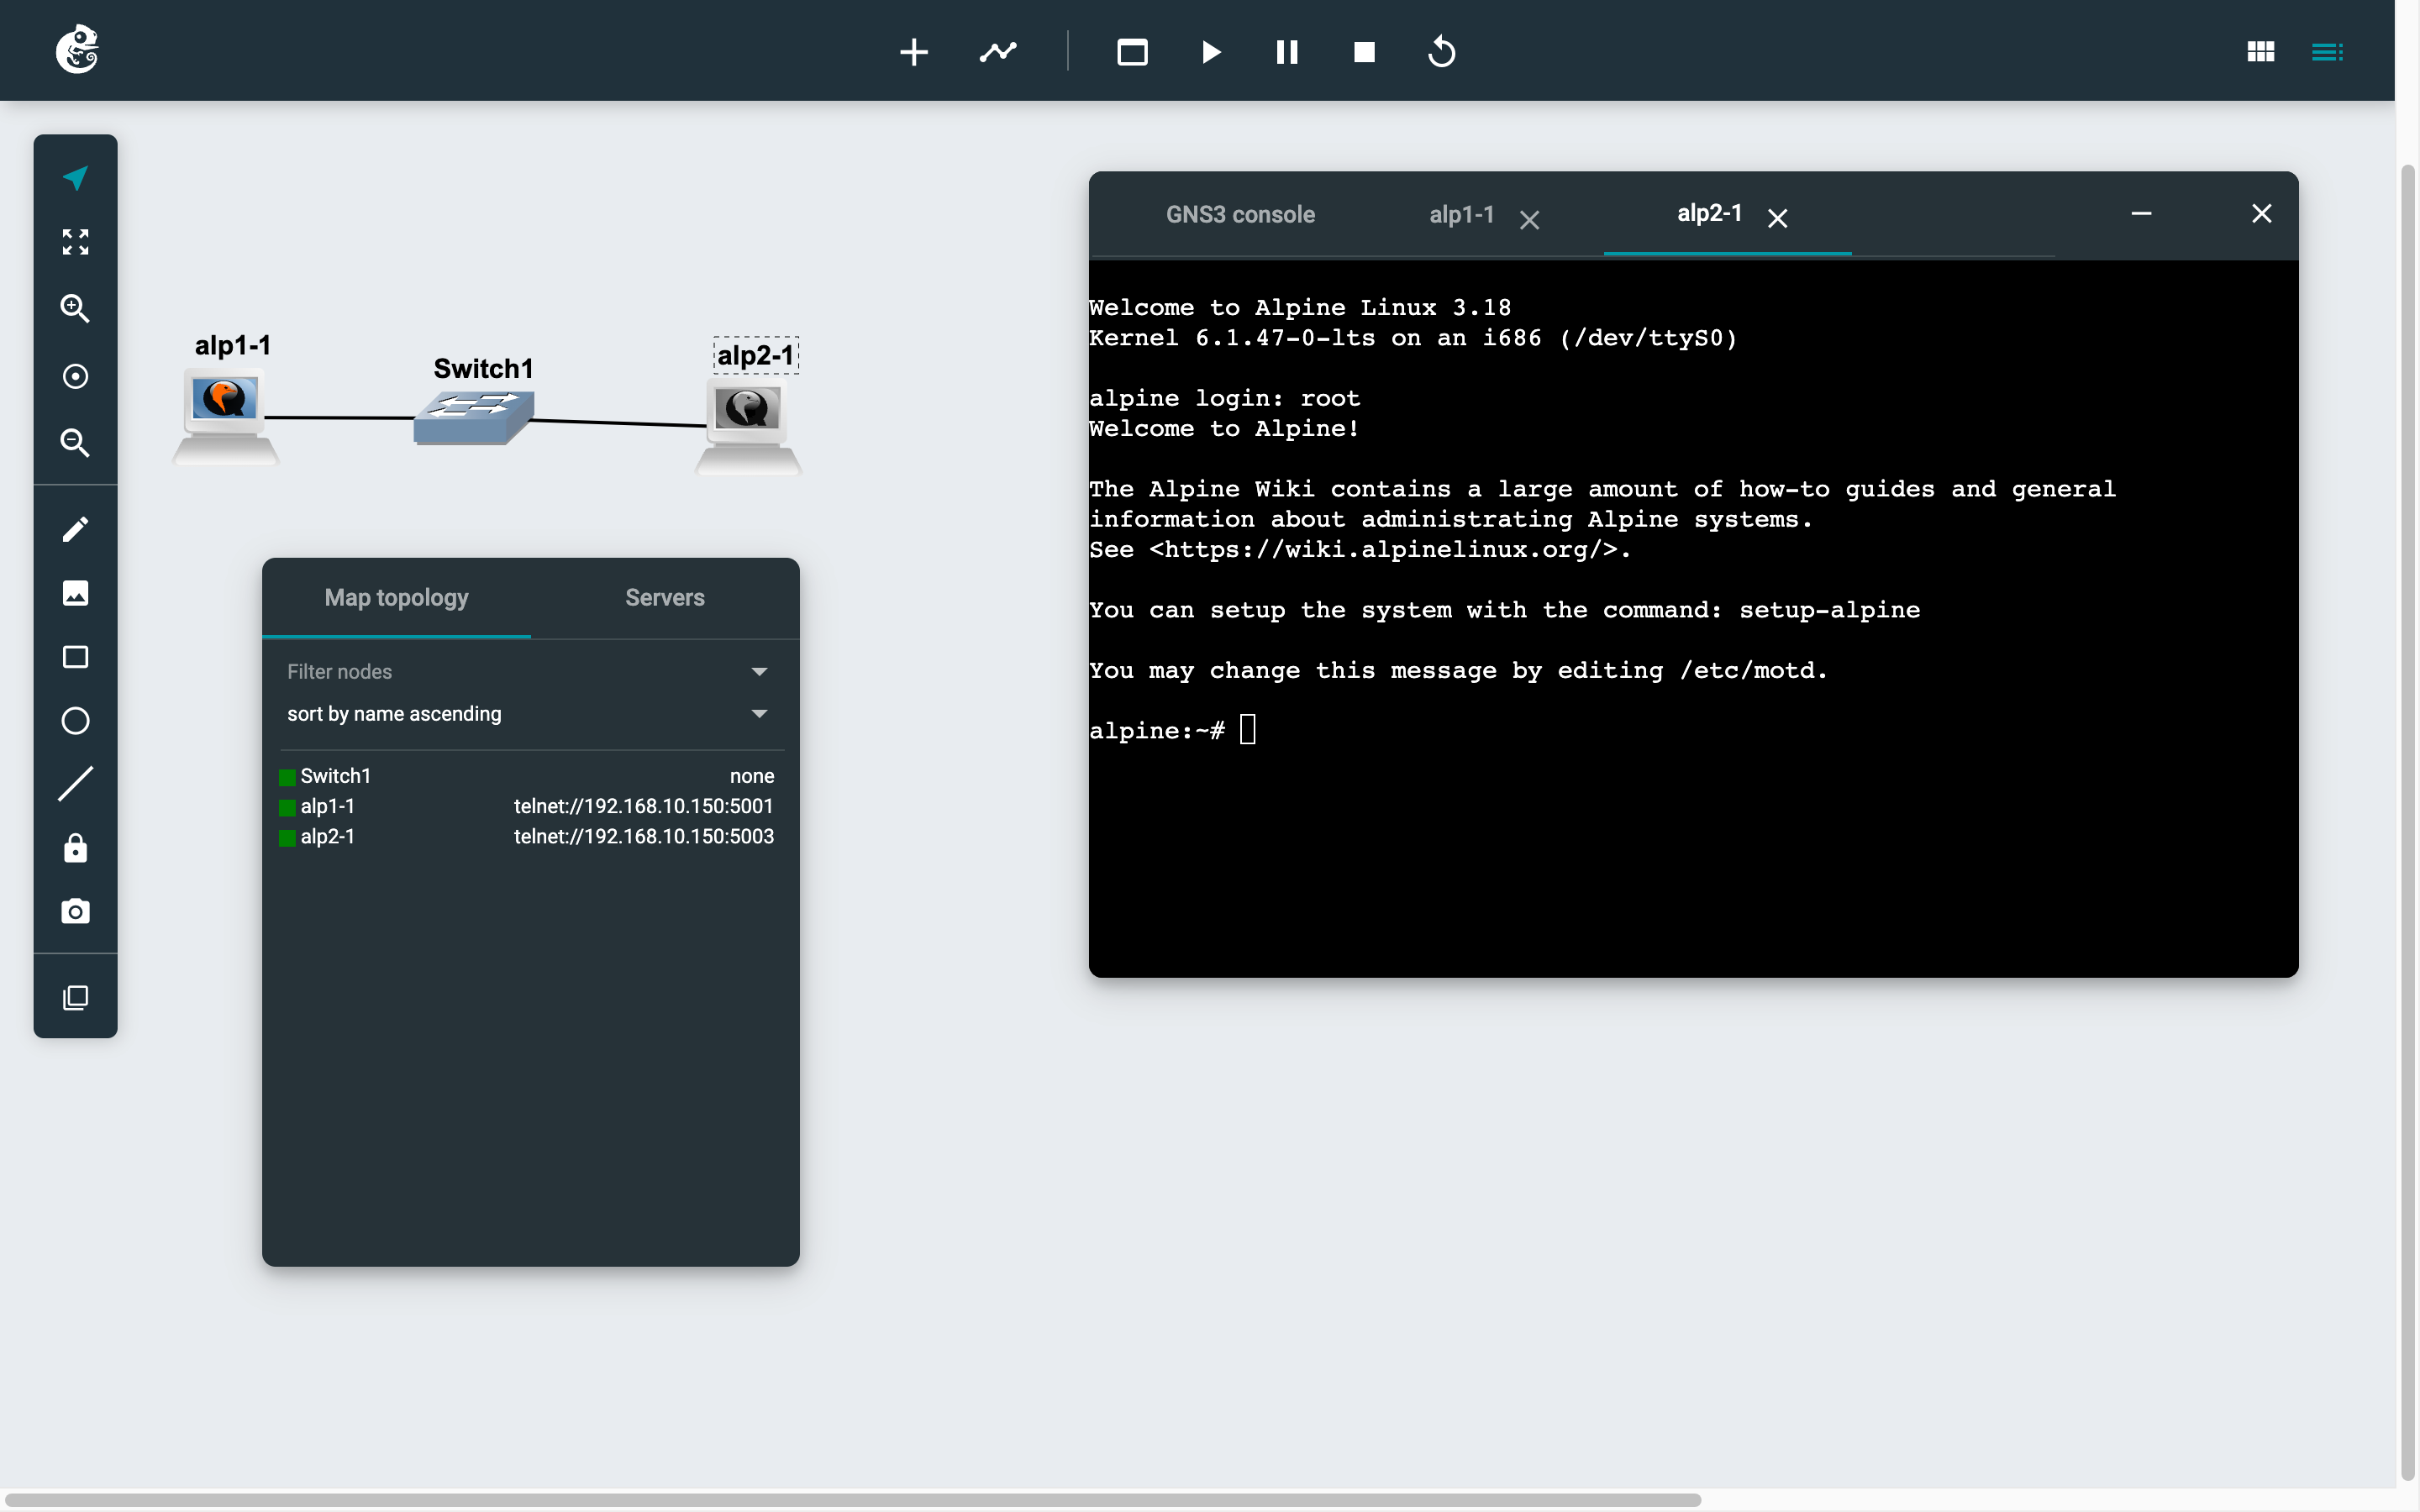 alp1-1
Switch1
alp2-1
Map topology
Servers
Filter nodes
sort by name ascending
Switch1 none
alp1-1 telnet://192.168.10.150:5001
alp2-1 telnet://192.168.10.150:5003
GNS3 console
alp1-1
alp2-1
Welcome to Alpine Linux 3.18
Kernel 6.1.47-0-lts on an i686 (/dev/ttyS0)
alpine login: root
Welcome to Alpine!
The Alpine Wiki contains a large amount of how-to guides and general
information about administrating Alpine systems.
See <https://wiki.alpinelinux.org/>.
You can setup the system with the command: setup-alpine
You may change this message by editing /etc/motd.
alpine:~#